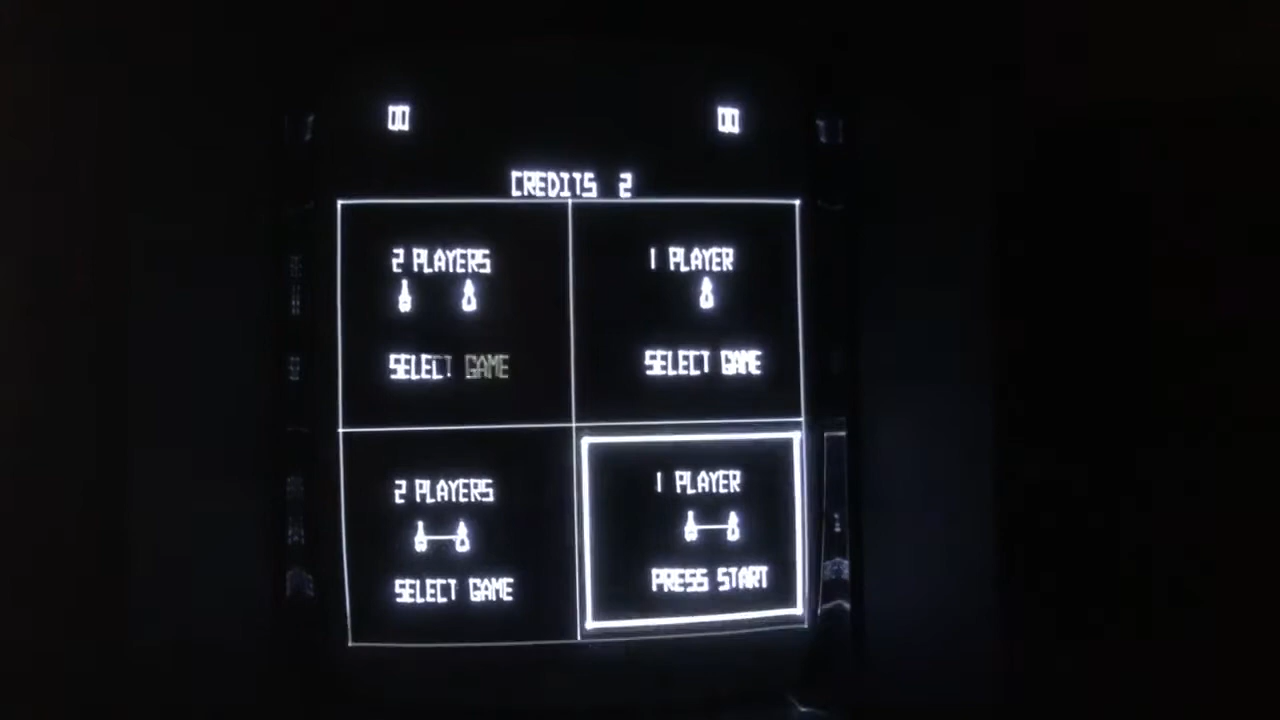 00 00
CREDITS 2
2 PLAYERS
SELECT GAME
1 PLAYER
SELECT GAME
2 PLAYERS
SELECT GAME
1 PLAYER
PRESS START